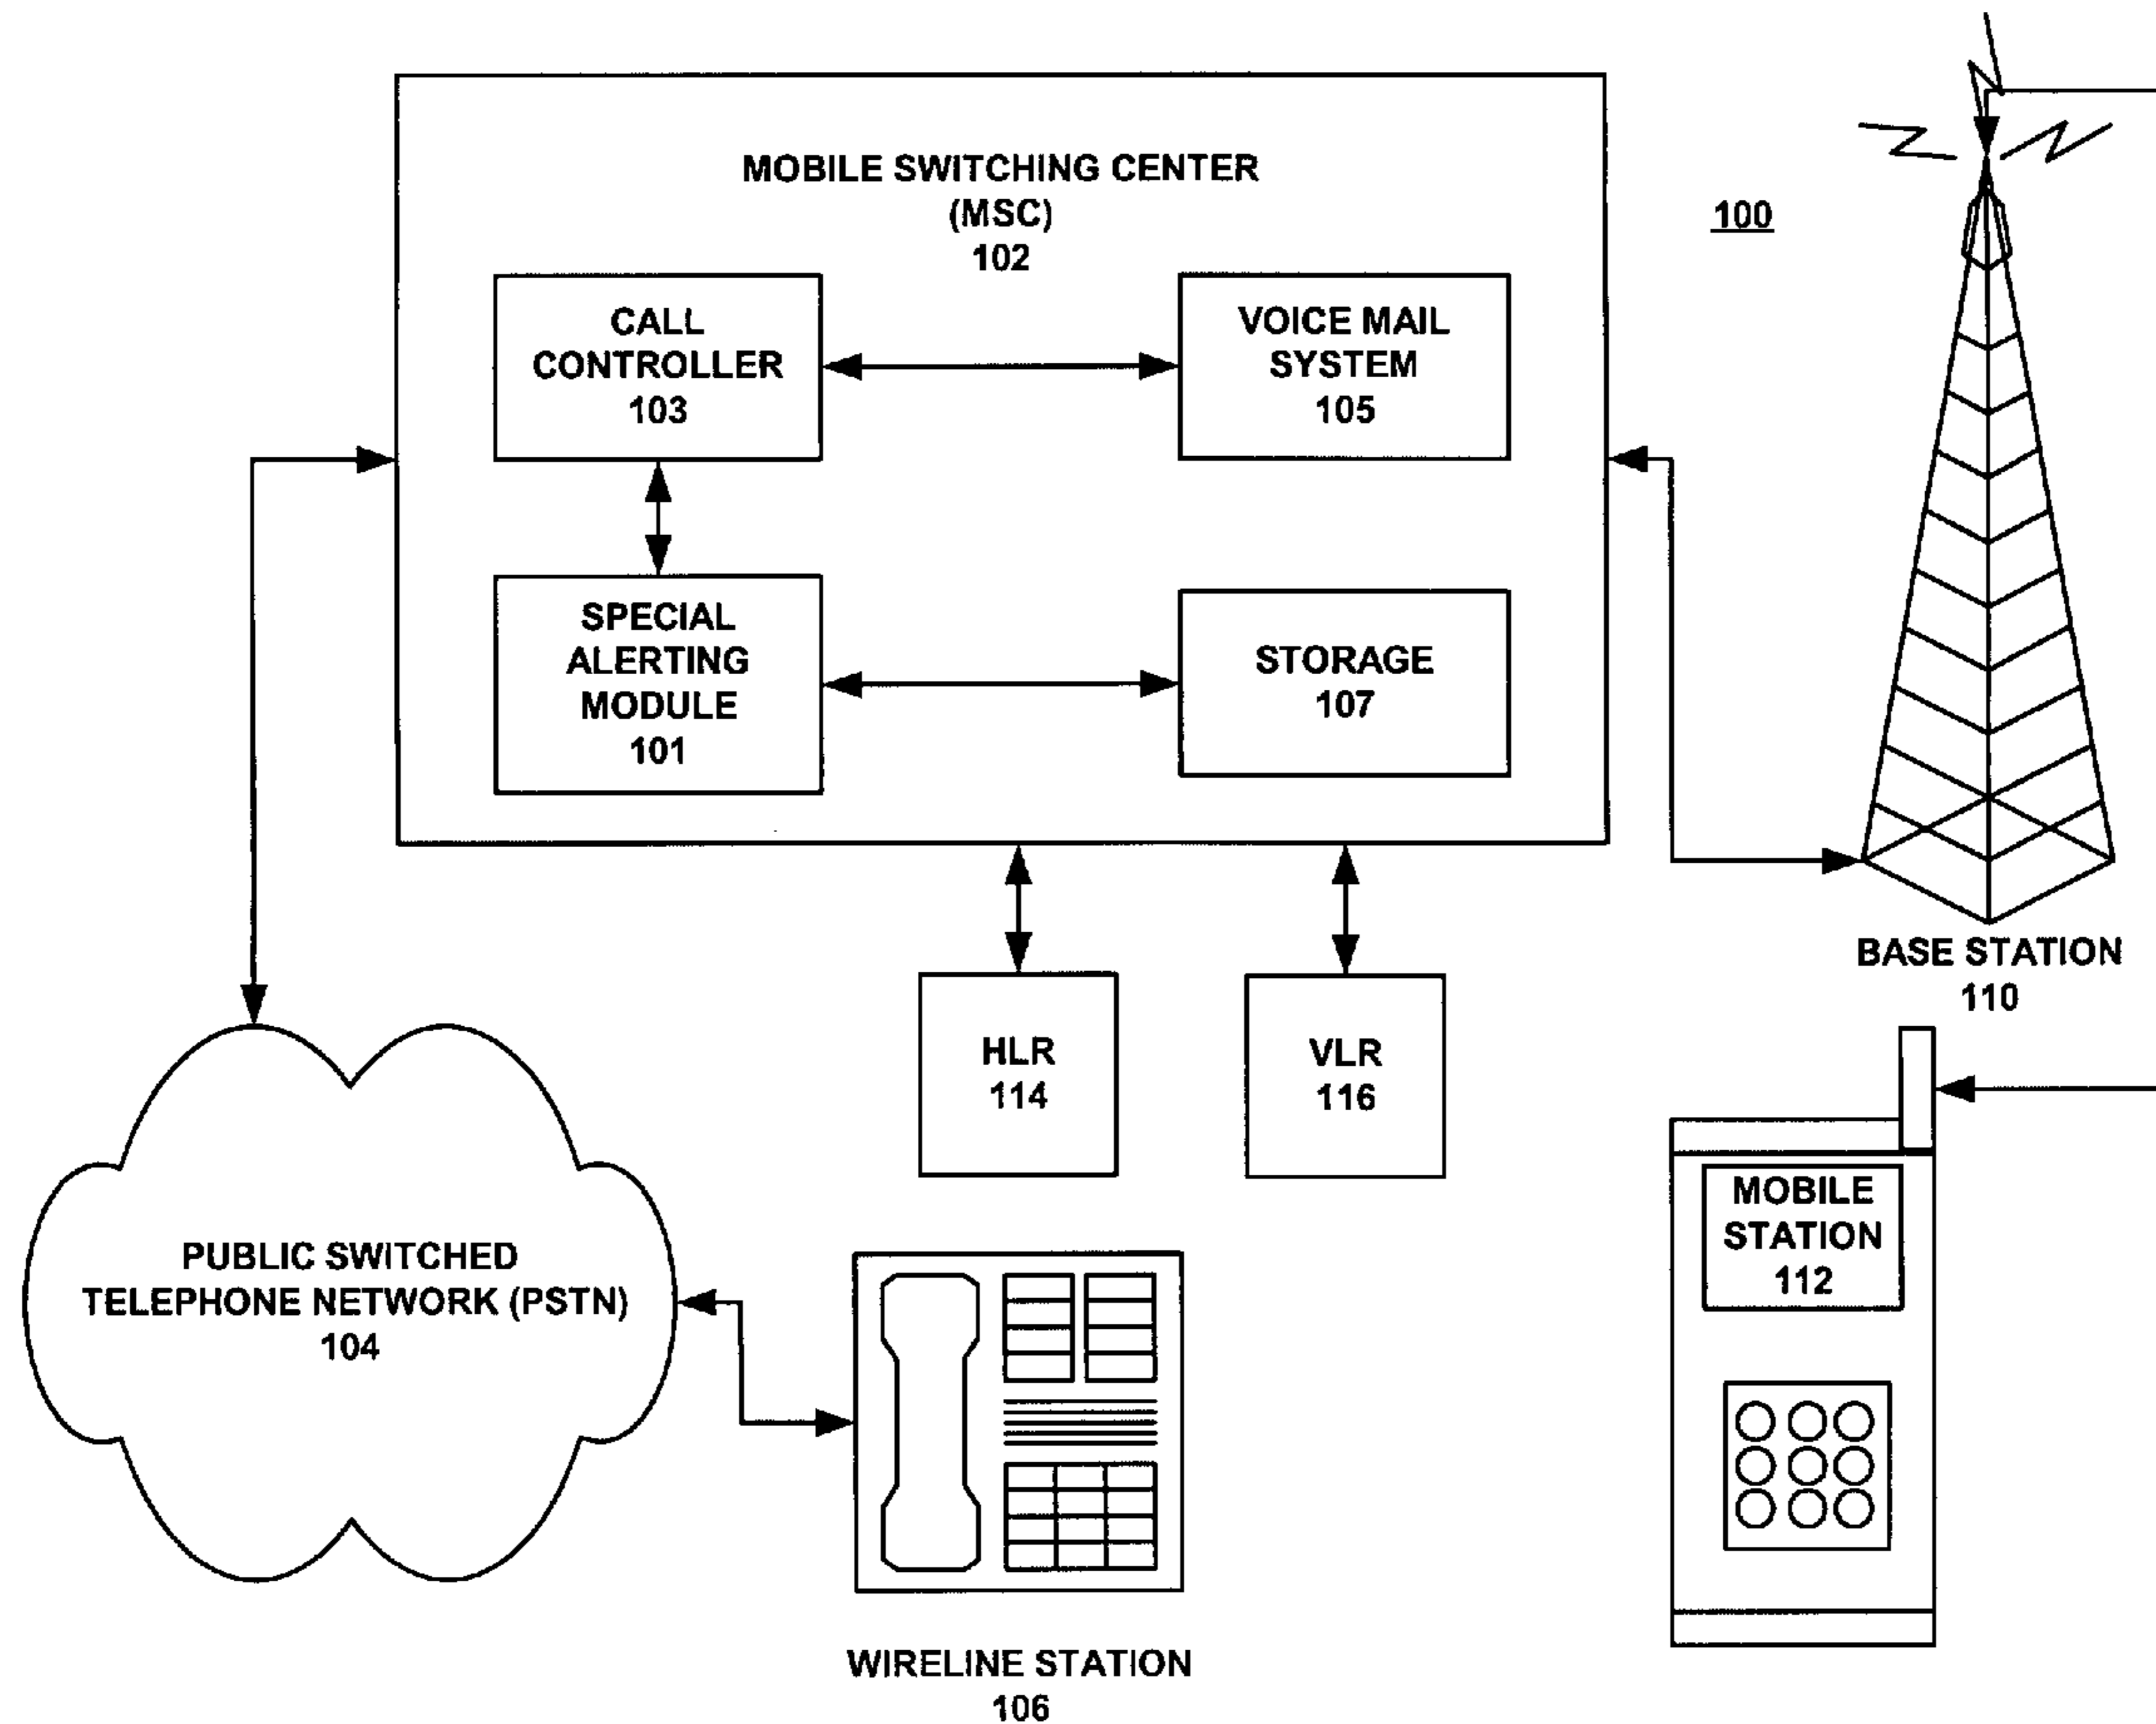 MOBILE SWITCHING CENTER
(MSC)
102
100
CALL
CONTROLLER
103
VOICE MAIL
SYSTEM
105
SPECIAL
ALERTING
MODULE
101
STORAGE
107
BASE STATION
110
HLR
114
VLR
116
MOBILE
STATION
112
PUBLIC SWITCHED
TELEPHONE NETWORK (PSTN)
104
WIRELINE STATION
106